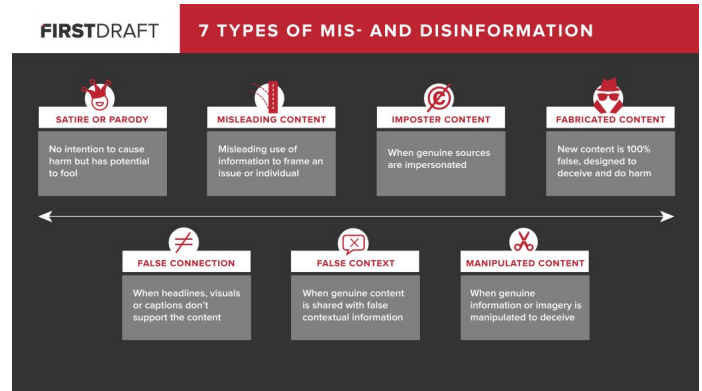 FIRSTDRAFT
7 TYPES OF MIS- AND DISINFORMATION
SATIRE OR PARODY
No intention to cause
harm but has potential
to fool
MISLEADING CONTENT
Misleading use of
information to frame an
issue or individual
IMPOSTER CONTENT
When genuine sources
are impersonated
FABRICATED CONTENT
New content is 100%
false, designed to
deceive and do harm
FALSE CONNECTION
When headlines, visuals
or captions don't
support the content
FALSE CONTEXT
When genuine content
is shared with false
contextual information
MANIPULATED CONTENT
When genuine
information or imagery is
manipulated to deceive